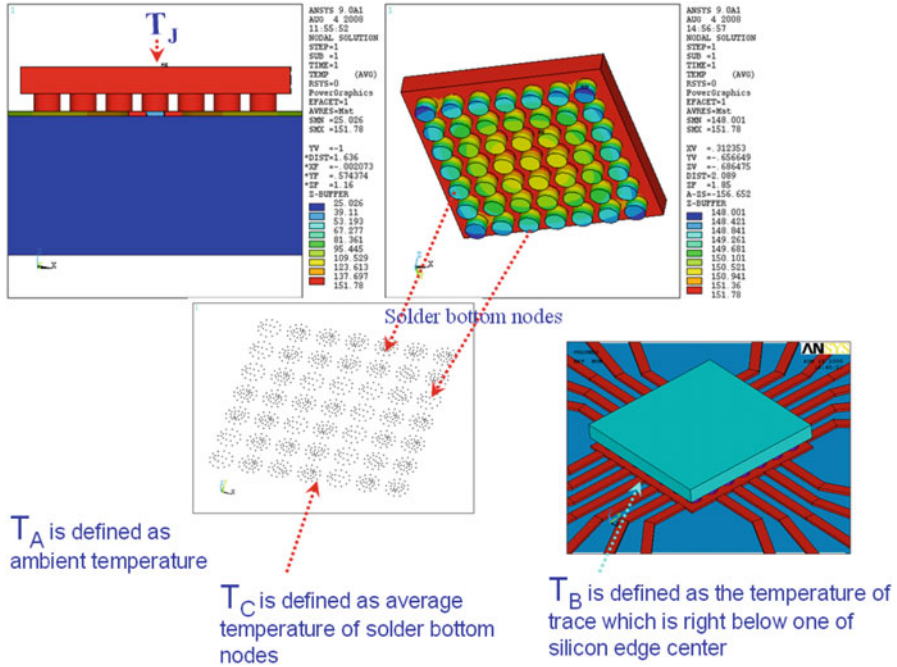 1
T J
ANSYS 9.0A1
AUG 4 2008
11:55:52
NODAL SOLUTION
STEP=1
SUB =1
TIME=1
TEMP (AVG)
RSYS=0
PowerGraphics
EFACET=1
AVRES=Mat
SMN =25.026
SMX =151.78
YV =-1
*DIST=1.636
*XF =-.002073
*YF =.574374
*ZF =1.16
Z-BUFFER
25.026
39.11
53.193
67.277
81.361
95.445
109.529
123.613
137.697
151.78
X
1
ANSYS 9.0A1
AUG 4 2008
14:56:57
NODAL SOLUTION
STEP=1
SUB =1
TIME=1
TEMP (AVG)
RSYS=0
PowerGraphics
EFACET=1
AVRES=Mat
SMN =148.001
SMX =151.78
XV =.312353
YV =-.656649
ZV =-.686475
DIST=2.089
ZF =1.85
A-ZS=-156.652
Z-BUFFER
148.001
148.421
148.841
149.261
149.681
150.101
150.521
150.941
151.36
151.78
X
1
Solder bottom nodes
X
AN
SYS
TA is defined as
ambient temperature
TC is defined as average
temperature of solder bottom
nodes
TB is defined as the temperature of
trace which is right below one of
silicon edge center